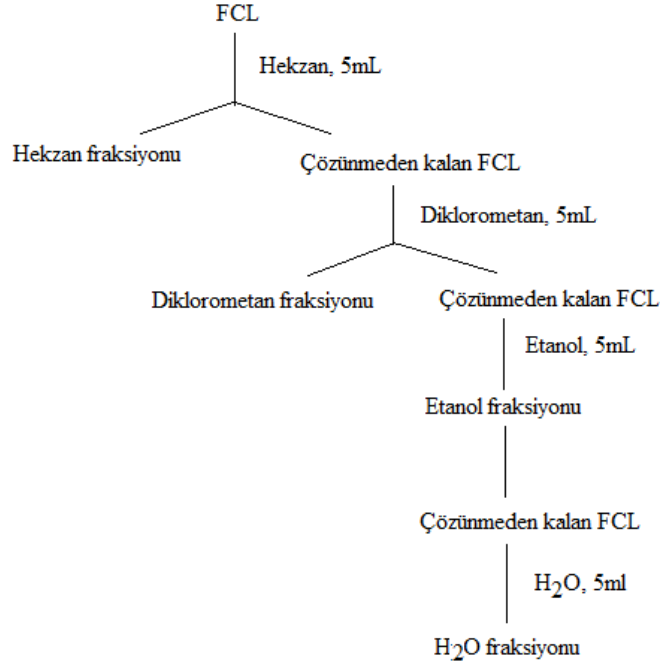 FCL
Hekzan, 5mL
Hekzan fraksiyonu
Çözünmeden kalan FCL
Diklorometan, 5mL
Diklorometan fraksiyonu
Çözünmeden kalan FCL
Etanol, 5mL
Etanol fraksiyonu
Çözünmeden kalan FCL
H₂O, 5ml
H₂O fraksiyonu